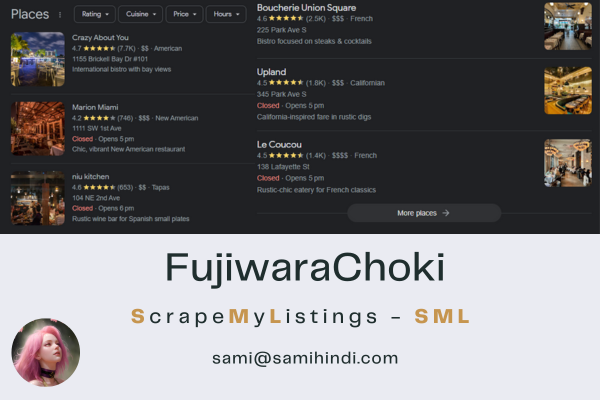 Places
Rating
Cuisine
Price
Hours
Crazy About You
4.7 (7.7K) · $$ · American
1155 Brickell Bay Dr #101
International bistro with bay views
Marion Miami
4.2 (746) · $$$ · New American
1111 SW 1st Ave
Closed · Opens 5 pm
Chic, vibrant New American restaurant
niu kitchen
4.6 (653) · $$ · Tapas
104 NE 2nd Ave
Closed · Opens 6 pm
Rustic wine bar for Spanish small plates
Boucherie Union Square
4.6 (2.5K) · $$$ · French
225 Park Ave S
Bistro focused on steaks & cocktails
Upland
4.5 (1.8K) · $$$ · Californian
345 Park Ave S
Closed · Opens 5 pm
California-inspired fare in rustic digs
Le Coucou
4.5 (1.4K) · $$$$ · French
138 Lafayette St
Closed · Opens 5 pm
Rustic-chic eatery for French classics
More places →
FujiwaraChoki
ScrapeMyListings – SML
sami@samihindi.com